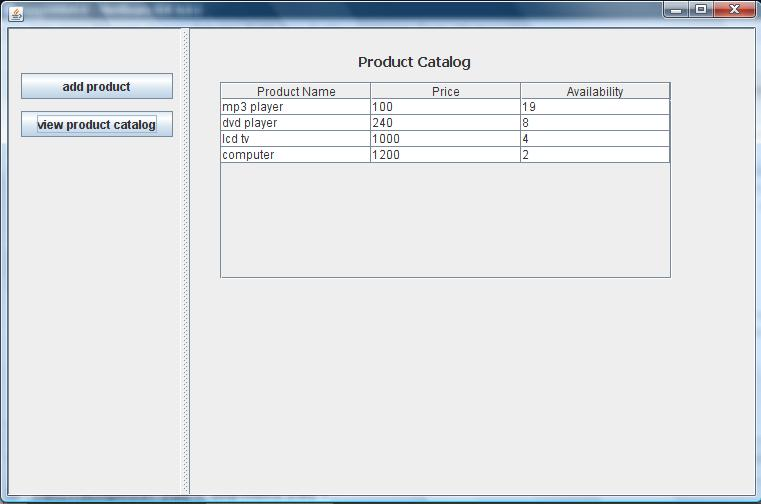 add product
view product catalog
Product Catalog
Product Name Price Availability
mp3 player 100 19
dvd player 240 8
lcd tv 1000 4
computer 1200 2